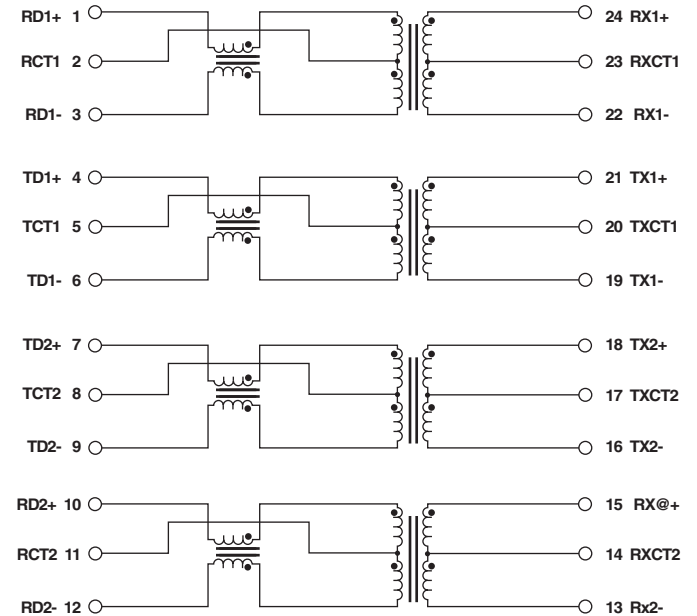 RD1+ 1 24 RX1+
RCT1 2 23 RXCT1
RD1- 3 22 RX1-
TD1+ 4 21 TX1+
TCT1 5 20 TXCT1
TD1- 6 19 TX1-
TD2+ 7 18 TX2+
TCT2 8 17 TXCT2
TD2- 9 16 TX2-
RD2+ 10 15 RX@+
RCT2 11 14 RXCT2
RD2- 12 13 Rx2-